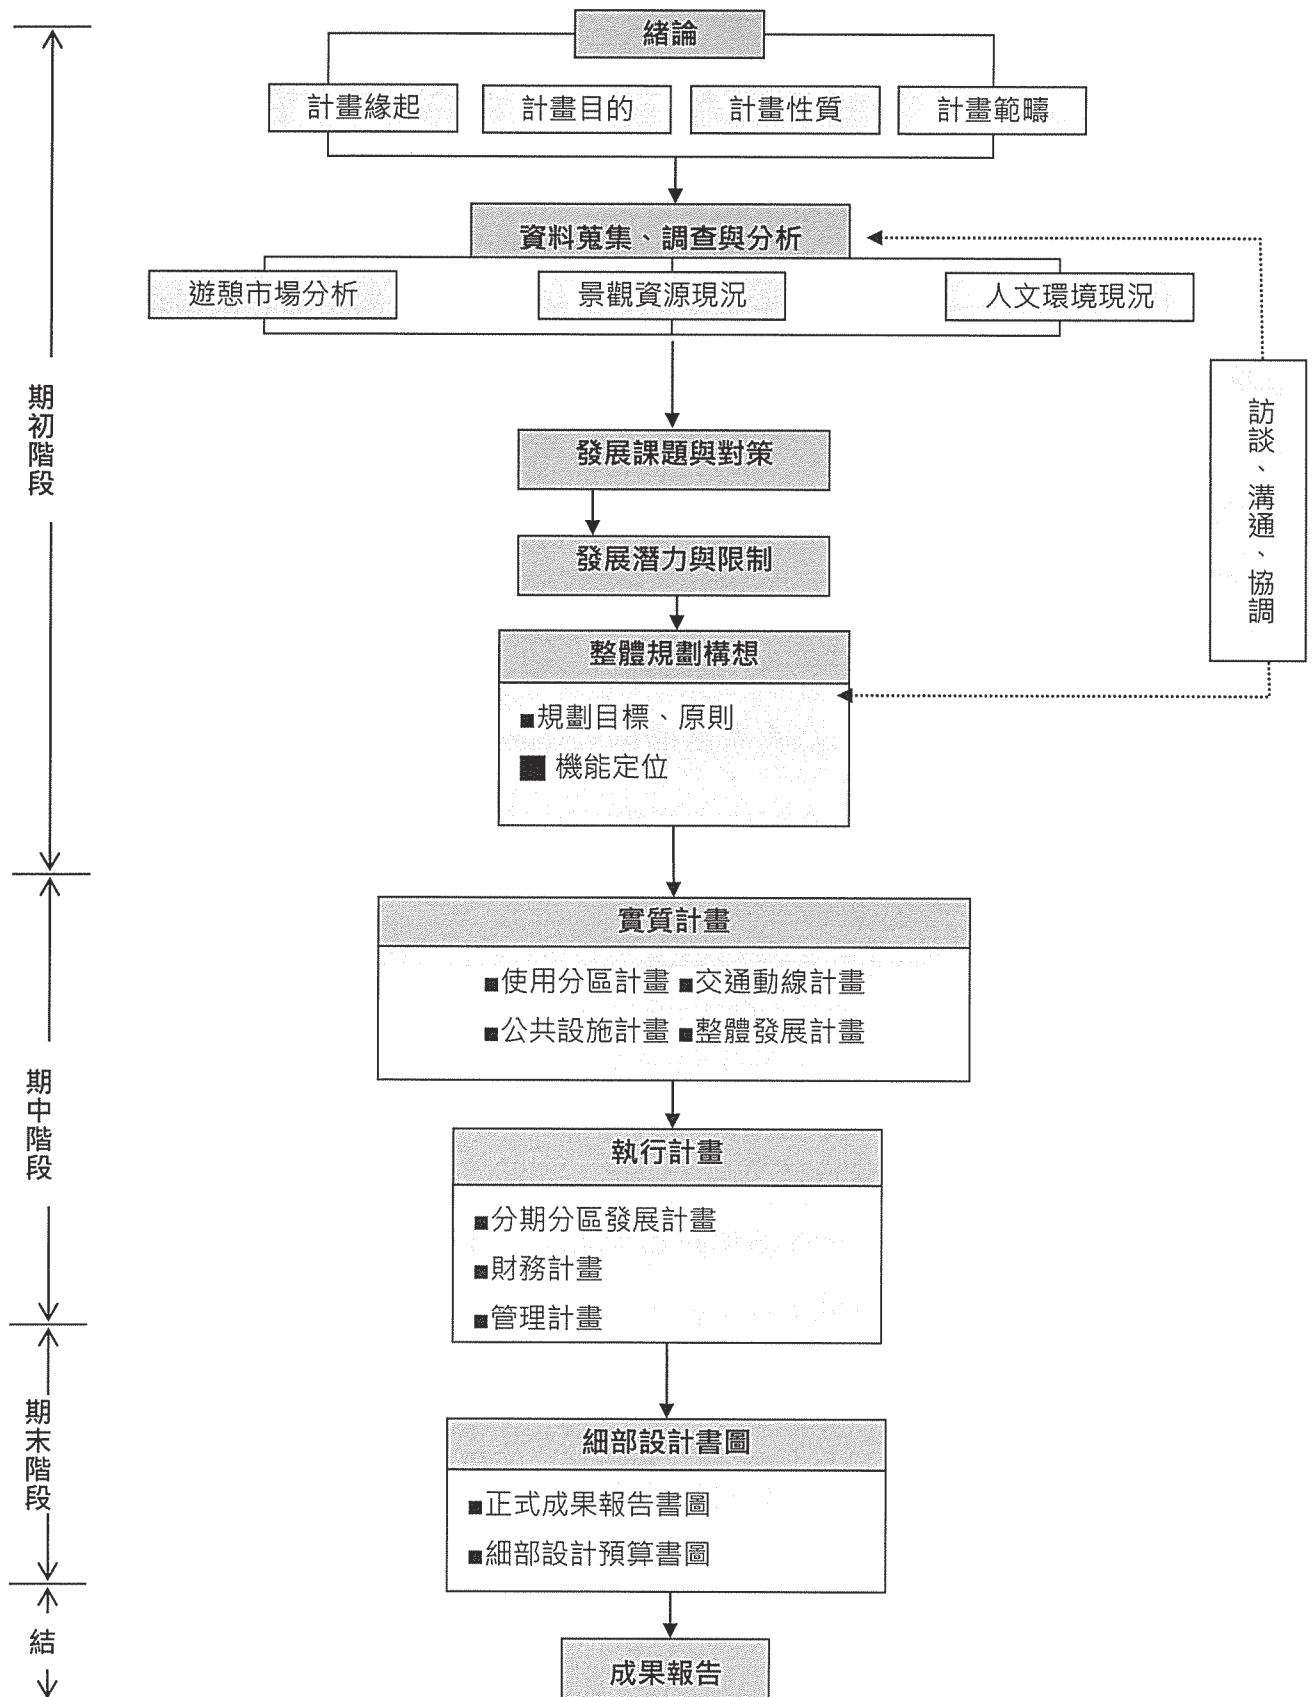 緒論
計畫緣起
計畫目的
計畫性質
計畫範疇
資料蒐集、調查與分析
遊憩市場分析
景觀資源現況
人文環境現況
期初階段
訪談、溝通、協調
發展課題與對策
發展潛力與限制
整體規劃構想
■規劃目標、原則
■ 機能定位
實質計畫
■使用分區計畫 ■交通動線計畫
■公共設施計畫 ■整體發展計畫
期中階段
執行計畫
■分期分區發展計畫
■財務計畫
■管理計畫
期末階段
細部設計書圖
■正式成果報告書圖
■細部設計預算書圖
結
成果報告